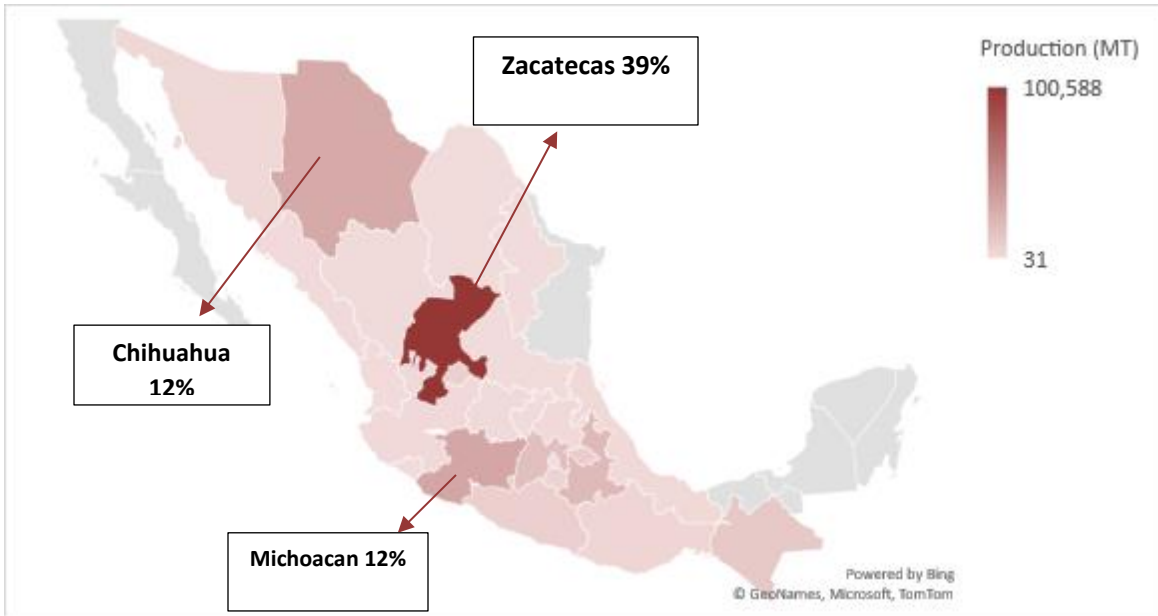 Zacatecas 39%
Production (MT)
100,588
31
Chihuahua
12%
Michoacan 12%
Powered by Bing
© GeoNames, Microsoft, TomTom